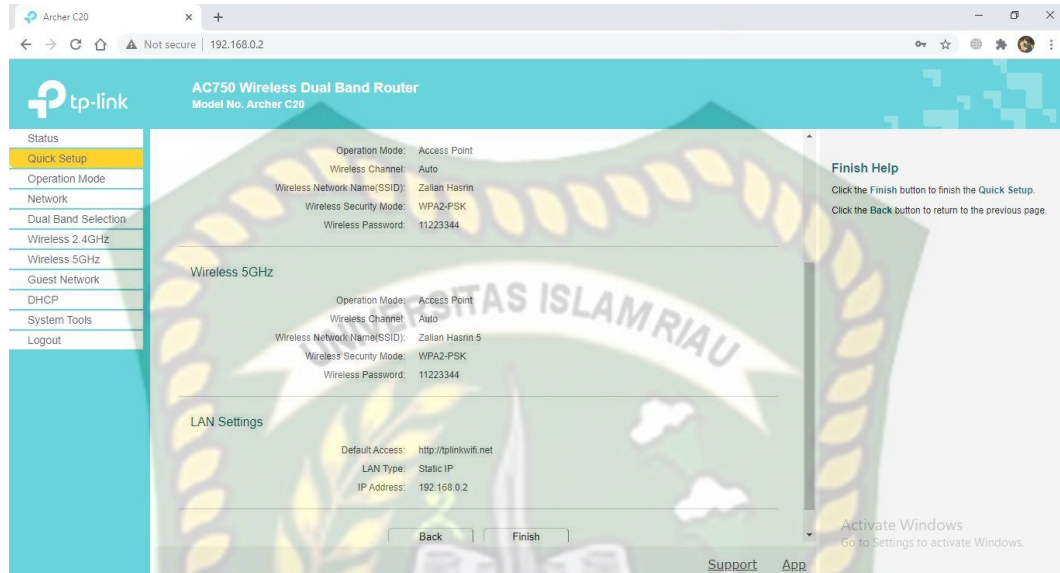 Archer C20
Not secure | 192.168.0.2
tp-link
AC750 Wireless Dual Band Router
Model No. Archer C20
Status
Quick Setup
Operation Mode
Network
Dual Band Selection
Wireless 2.4GHz
Wireless 5GHz
Guest Network
DHCP
System Tools
Logout
Operation Mode: Access Point
Wireless Channel: Auto
Wireless Network Name(SSID): Zalian Hasrin
Wireless Security Mode: WPA2-PSK
Wireless Password: 11223344
Wireless 5GHz
Operation Mode: Access Point
Wireless Channel: Auto
Wireless Network Name(SSID): Zalian Hasrin 5
Wireless Security Mode: WPA2-PSK
Wireless Password: 11223344
LAN Settings
Default Access: http://tplinkwifi.net
LAN Type: Static IP
IP Address: 192.168.0.2
Back Finish
Finish Help
Click the Finish button to finish the Quick Setup.
Click the Back button to return to the previous page.
UNIVERSITAS ISLAM RIAU
Activate Windows
Go to Settings to activate Windows.
Support App